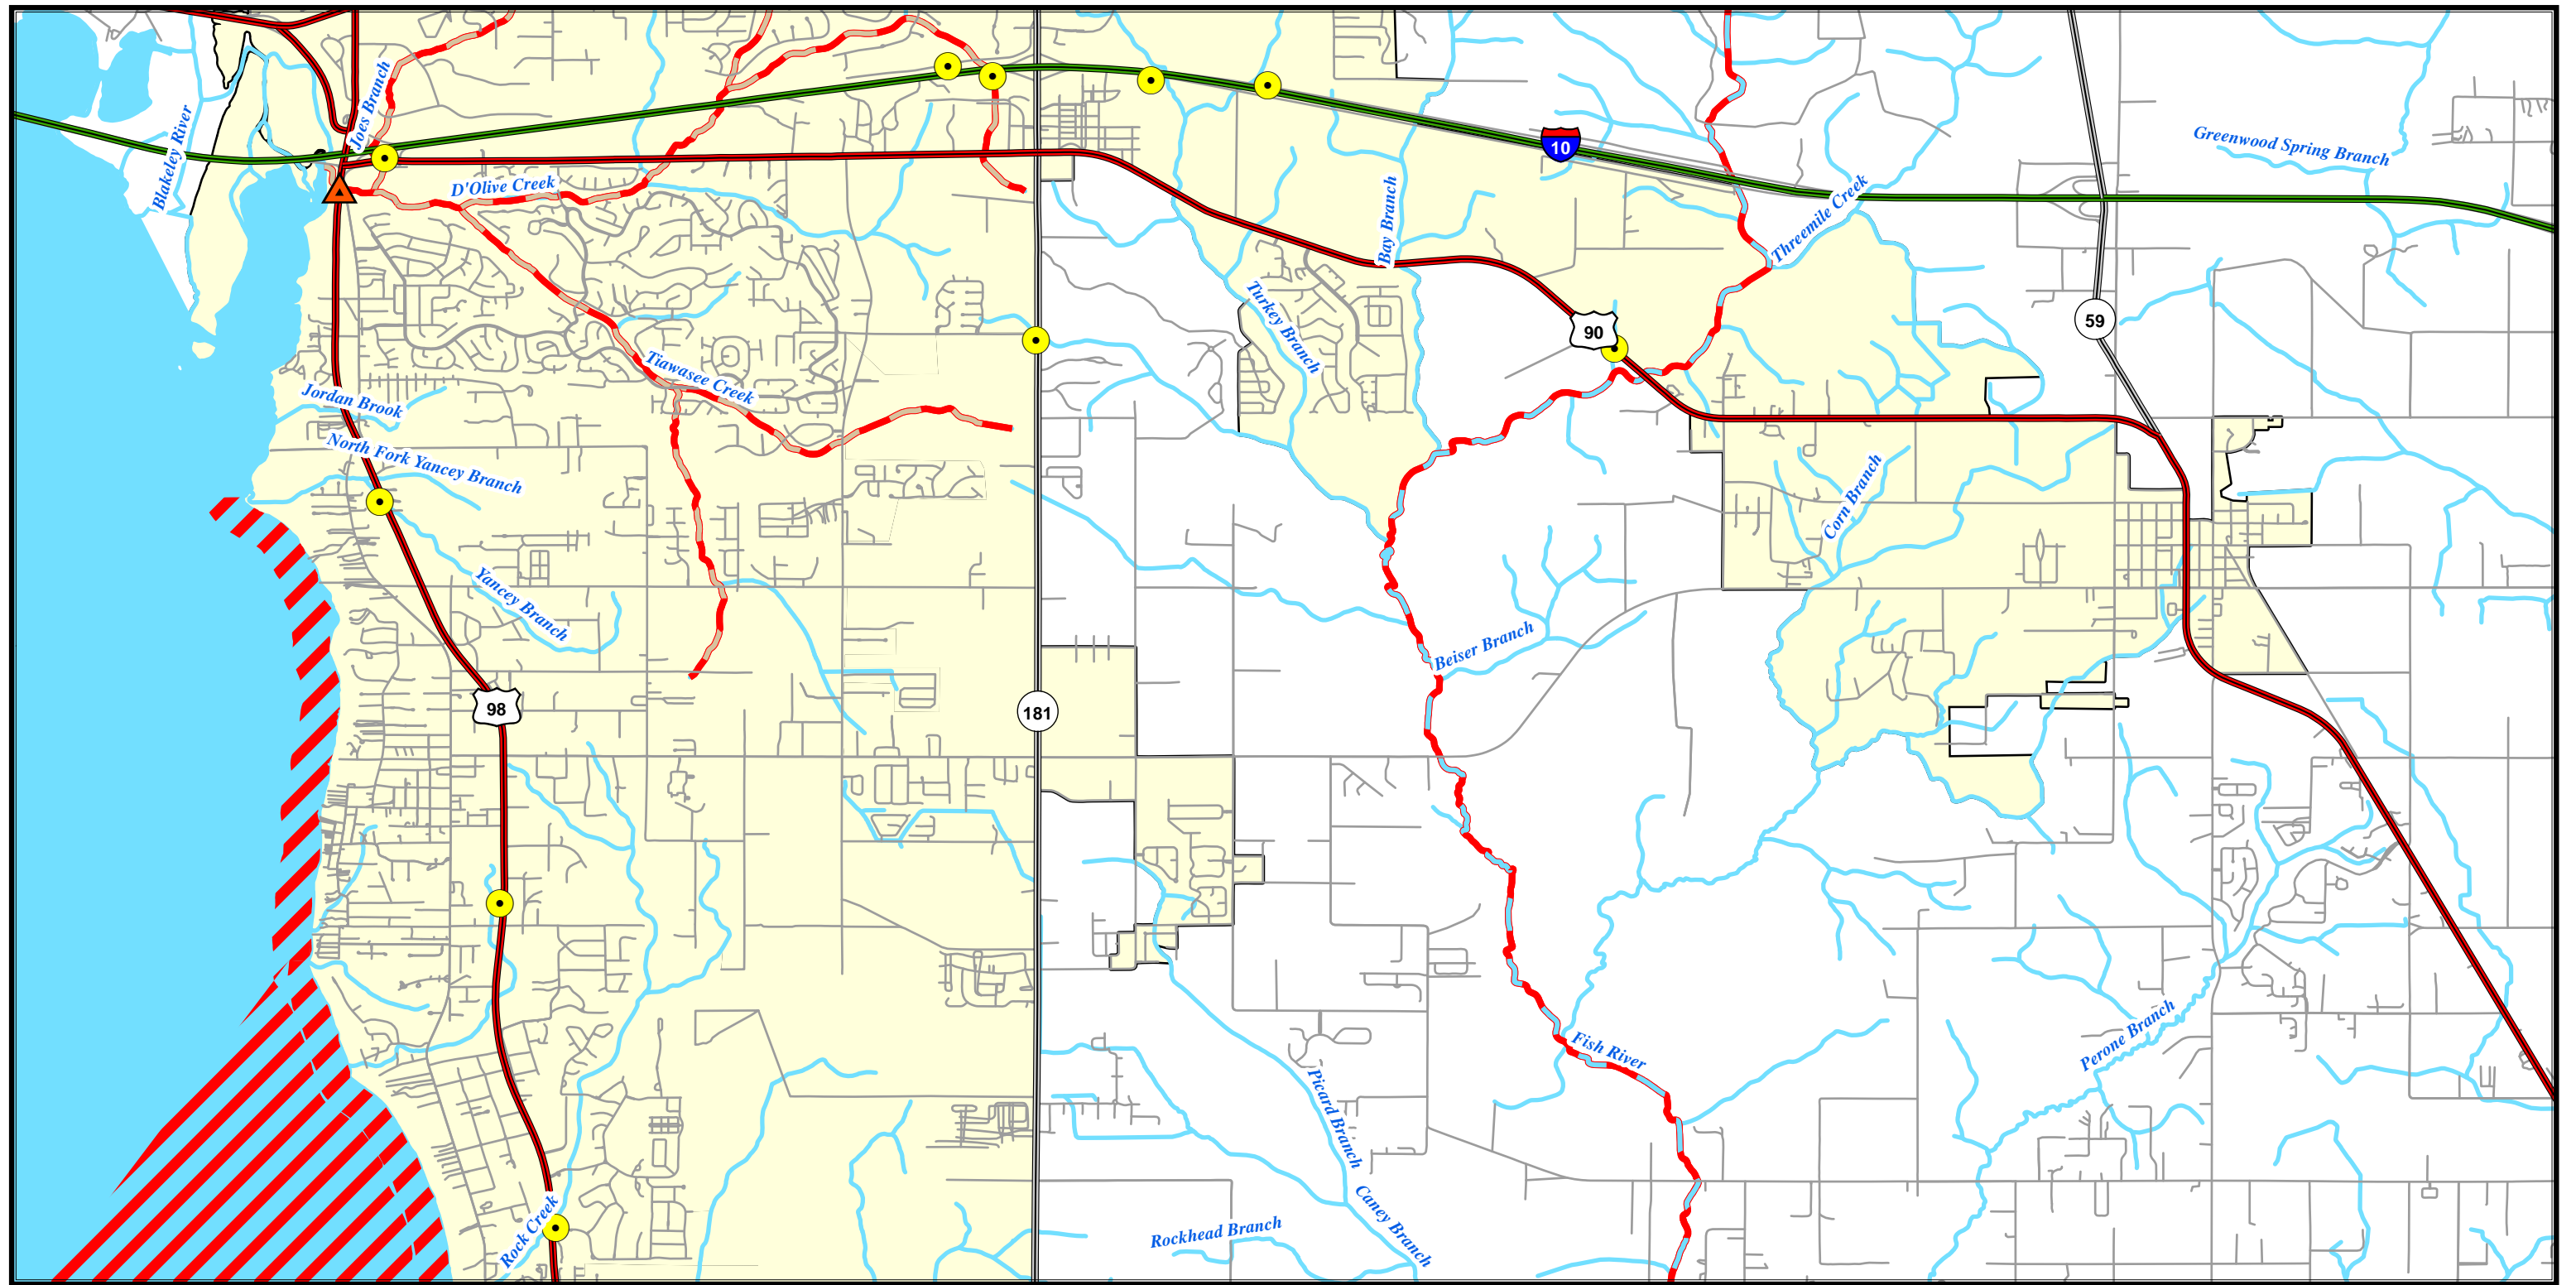 Joes Branch
Blakeley River
D'Olive Creek
10
Greenwood Spring Branch
Bay Branch
Threemile Creek
Turkey Branch
90
59
Tiawasee Creek
Jordan Brook
North Fork Yancey Branch
Corn Branch
Yancey Branch
Beiser Branch
98
181
Fish River
Perone Branch
Picard Branch
Rock Creek
Rockhead Branch
Caney Branch